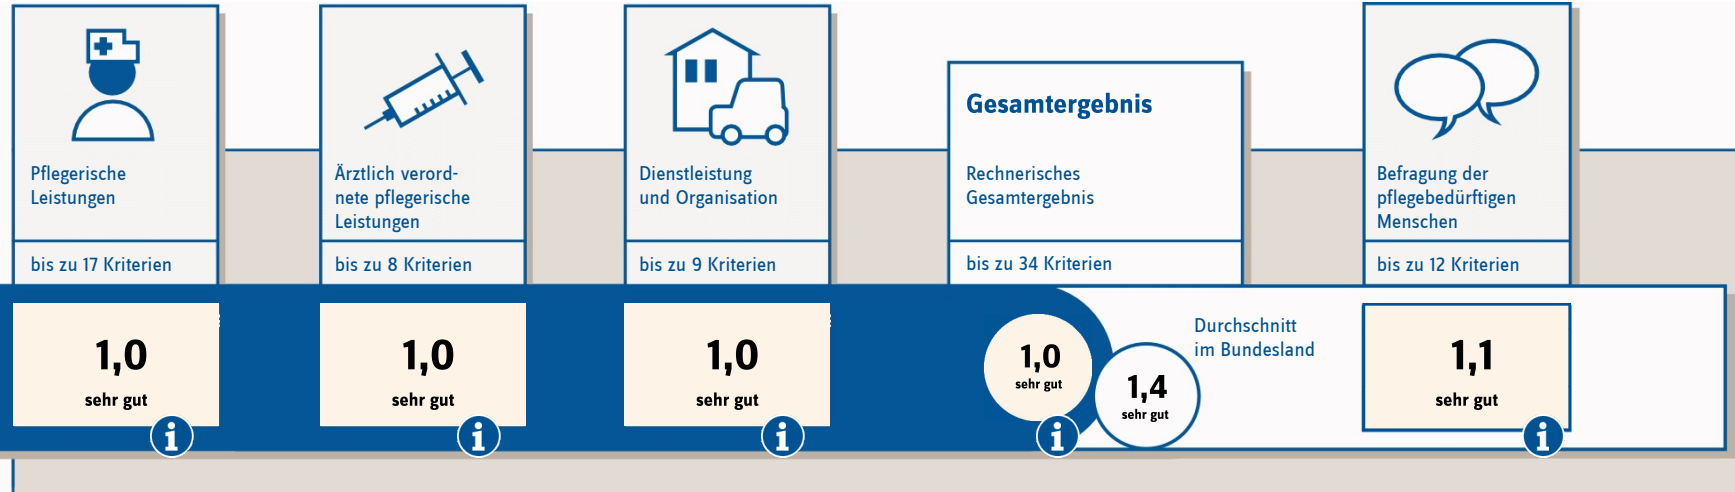 Pflegerische
Leistungen
bis zu 17 Kriterien
1,0
sehr gut
i
Ärztlich verord-
nete pflegerische
Leistungen
bis zu 8 Kriterien
1,0
sehr gut
i
Dienstleistung
und Organisation
bis zu 9 Kriterien
1,0
sehr gut
i
Gesamtergebnis
Rechnerisches
Gesamtergebnis
bis zu 34 Kriterien
1,0
sehr gut
i
1,4
sehr gut
Durchschnitt
im Bundesland
Befragung der
pflegebedürftigen
Menschen
bis zu 12 Kriterien
1,1
sehr gut
i